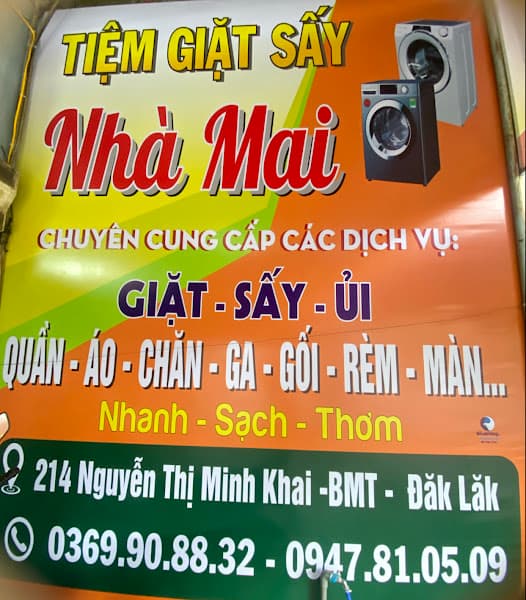 TIỆM GIẶT SẤY
Nhà Mai
CHUYÊN CUNG CẤP CÁC DỊCH VỤ:
GIẶT - SẤY - ỦI
QUẦN - ÁO - CHĂN - GA - GỐI - RÈM - MÀN...
Nhanh - Sạch - Thơm
214 Nguyễn Thị Minh Khai -BMT - Đăk Lăk
0369.90.88.32 - 0947.81.05.09